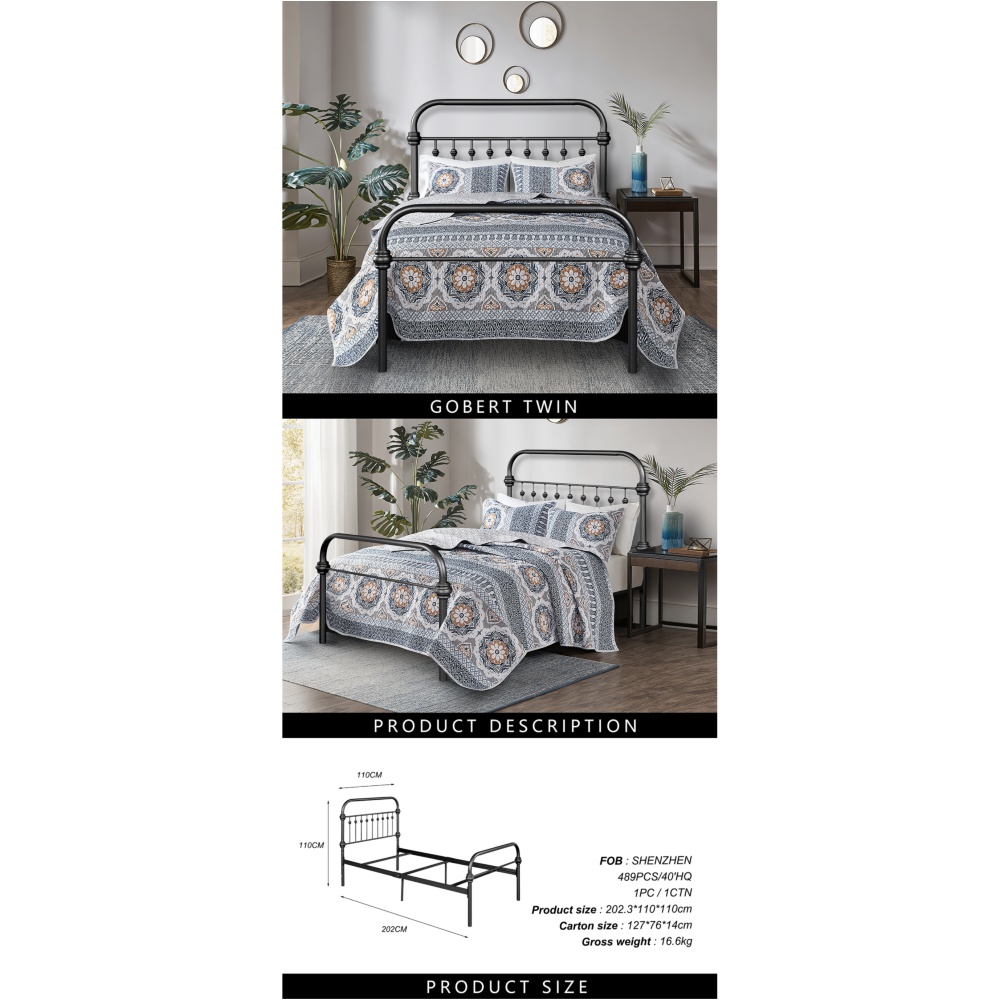 GOBERT TWIN
PRODUCT DESCRIPTION
110CM
110CM
202CM
FOB : SHENZHEN
489PCS/40'HQ
1PC / 1CTN
Product size : 202.3*110*110cm
Carton size : 127*76*14cm
Gross weight : 16.6kg
PRODUCT SIZE